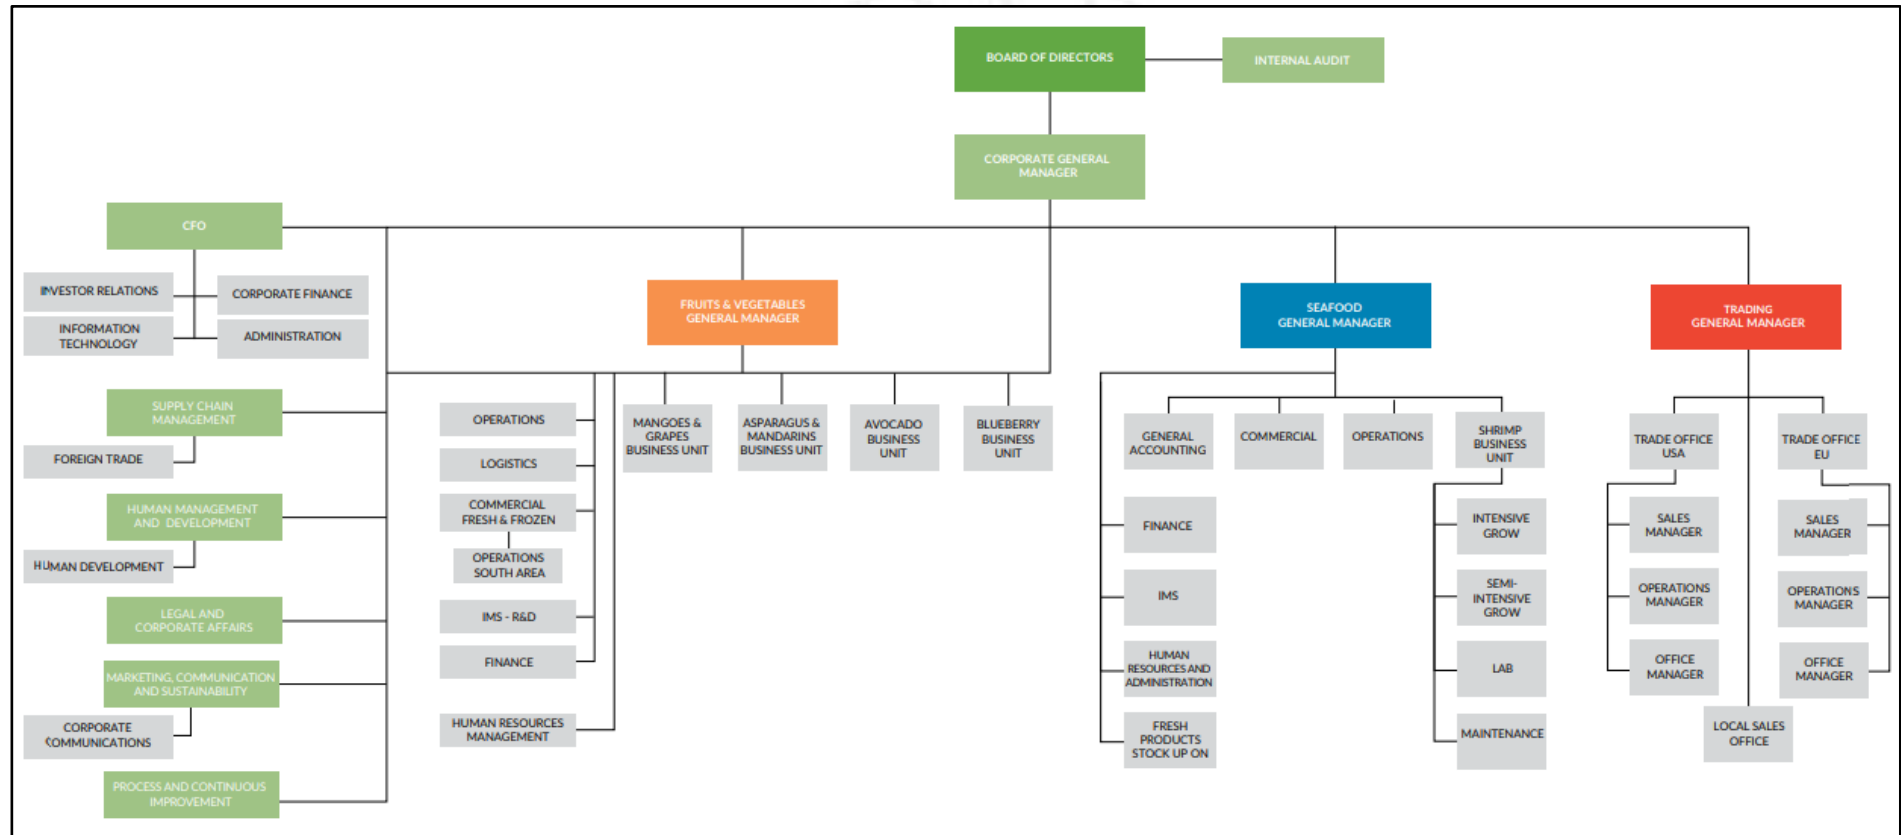 BOARD OF DIRECTORS
INTERNAL AUDIT
CORPORATE GENERAL
MANAGER
CFO
INVESTOR RELATIONS
CORPORATE FINANCE
INFORMATION
TECHNOLOGY
ADMINISTRATION
SUPPLY CHAIN
MANAGEMENT
FOREIGN TRADE
HUMAN MANAGEMENT
AND DEVELOPMENT
HUMAN DEVELOPMENT
LEGAL AND
CORPORATE AFFAIRS
MARKETING, COMMUNICATION
AND SUSTAINABILITY
CORPORATE
COMMUNICATIONS
PROCESS AND CONTINUOUS
IMPROVEMENT
FRUITS & VEGETABLES
GENERAL MANAGER
OPERATIONS
LOGISTICS
COMMERCIAL
FRESH & FROZEN
OPERATIONS
SOUTH AREA
IMS - R&D
FINANCE
HUMAN RESOURCES
MANAGEMENT
MANGOES &
GRAPES
BUSINESS UNIT
ASPARAGUS &
MANDARINS
BUSINESS UNIT
AVOCADO
BUSINESS
UNIT
BLUEBERRY
BUSINESS
UNIT
SEAFOOD
GENERAL MANAGER
GENERAL
ACCOUNTING
COMMERCIAL
OPERATIONS
SHRIMP
BUSINESS
UNIT
FINANCE
IMS
HUMAN
RESOURCES AND
ADMINISTRATION
FRESH
PRODUCTS
STOCK UP ON
INTENSIVE
GROW
SEMI-
INTENSIVE
GROW
LAB
MAINTENANCE
TRADING
GENERAL MANAGER
TRADE OFFICE
USA
SALES
MANAGER
OPERATIONS
MANAGER
OFFICE
MANAGER
TRADE OFFICE
EU
SALES
MANAGER
OPERATIONS
MANAGER
OFFICE
MANAGER
LOCAL SALES
OFFICE